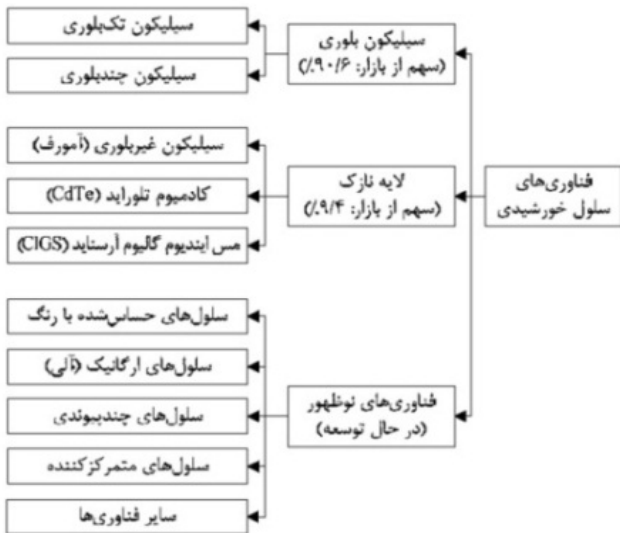 فناوری‌های
سلول خورشیدی
سیلیکون بلوری
(سهم از بازار: ۹۰/۶٪)
سیلیکون تک‌بلوری
سیلیکون چندبلوری
لایه نازک
(سهم از بازار: ۹/۴٪)
سیلیکون غیربلوری (آمورف)
کادمیوم تلوراید (CdTe)
مس ایندیوم گالیوم آرسناید (CIGS)
فناوری‌های نوظهور
(در حال توسعه)
سلول‌های حساس‌شده با رنگ
سلول‌های ارگانیک (آلی)
سلول‌های چندپیوندی
سلول‌های متمرکزکننده
سایر فناوری‌ها